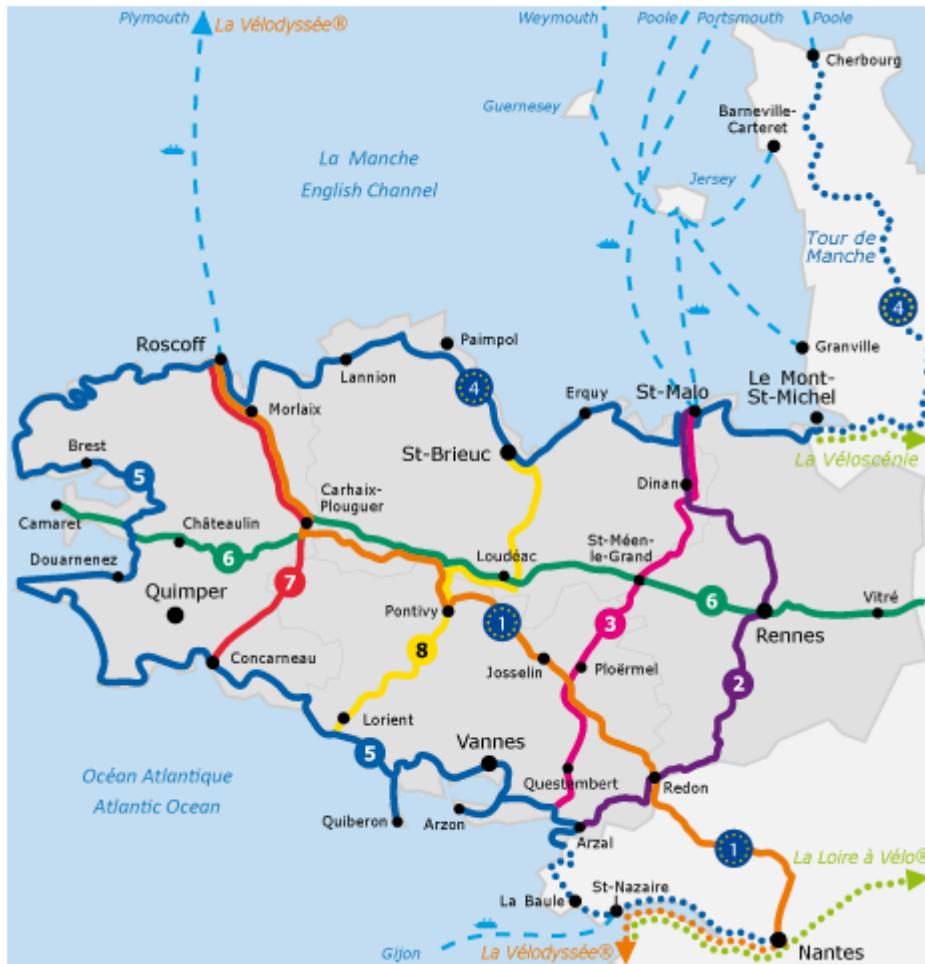 Plymouth
La Vélodyssée®
Weymouth
Poole
Portsmouth
Poole
Cherbourg
Guernesey
Barneville-
Carteret
La Manche
English Channel
Jersey
Tour de
Manche
4
Granville
Roscoff
Paimpol
Lannion
4
Morlaix
Erquy
St-Malo
Le Mont-
St-Michel
La Véloscénie
Brest
5
St-Brieuc
Dinan
Camaret
Châteaulin
Carhaix-
Plouguer
Loudéac
St-Méen-
le-Grand
Douarnenez
6
7
6
Vitré
Quimper
Pontivy
1
3
Rennes
Concarneau
8
Josselin
Ploërmel
2
Lorient
5
Vannes
Questembert
Redon
Océan Atlantique
Atlantic Ocean
Quiberon
Arzon
Arzal
1
La Loire à Vélo®
La Baule
St-Nazaire
Gijon
La Vélodyssée®
Nantes